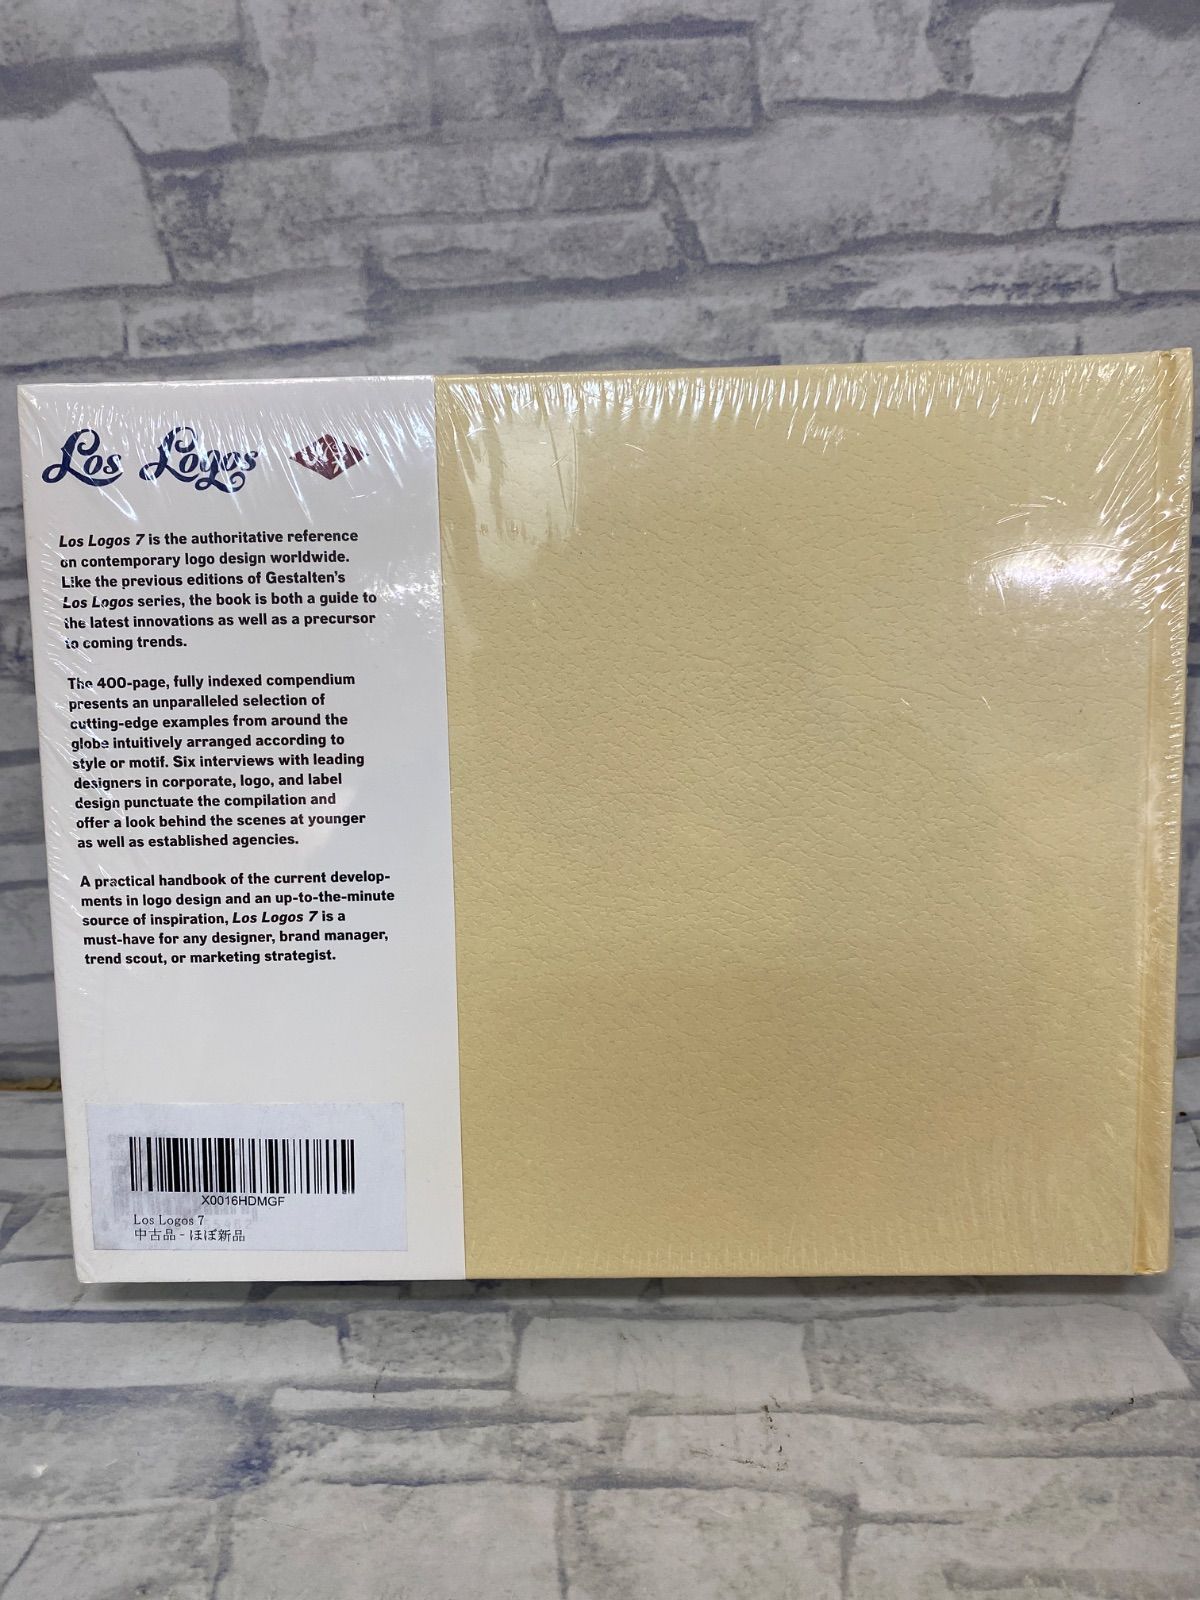 Los Logos
Los Logos 7 is the authoritative reference
on contemporary logo design worldwide.
Like the previous editions of Gestalten's
Los Logos series, the book is both a guide to
the latest innovations as well as a precursor
to coming trends.
The 400-page, fully indexed compendium
presents an unparalleled selection of
cutting-edge examples from around the
globe intuitively arranged according to
style or motif. Six interviews with leading
designers in corporate, logo, and label
design punctuate the compilation and
offer a look behind the scenes at younger
as well as established agencies.
A practical handbook of the current develop-
ments in logo design and an up-to-the-minute
source of inspiration, Los Logos 7 is a
must-have for any designer, brand manager,
trend scout, or marketing strategist.
X0016HDMGF
Los Logos 7
中古品 - ほぼ新品